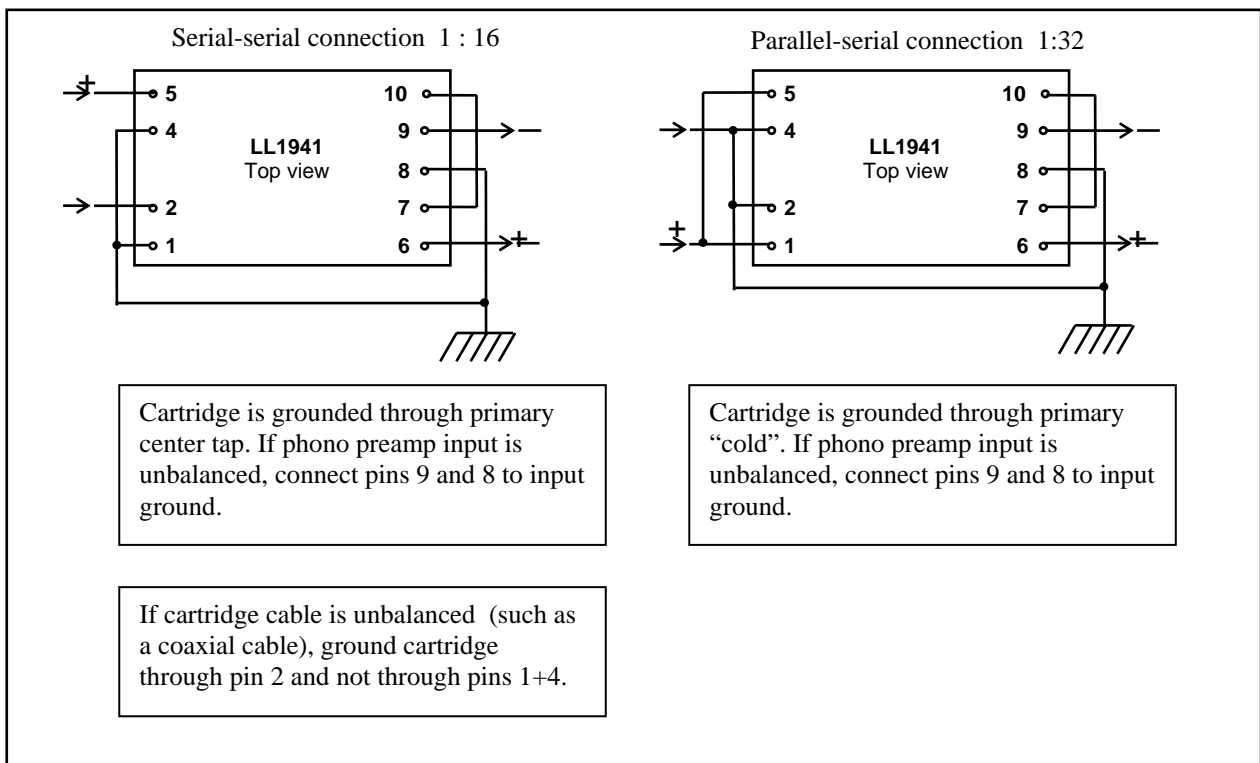 Serial-serial connection 1 : 16
+
5
4
2
1
LL1941
Top view
10
9
8
7
6
+
Cartridge is grounded through primary
center tap. If phono preamp input is
unbalanced, connect pins 9 and 8 to input
ground.
If cartridge cable is unbalanced (such as
a coaxial cable), ground cartridge
through pin 2 and not through pins 1+4.
Parallel-serial connection 1:32
5
4
2
+
1
LL1941
Top view
10
9
8
7
6
+
Cartridge is grounded through primary
“cold”. If phono preamp input is
unbalanced, connect pins 9 and 8 to input
ground.